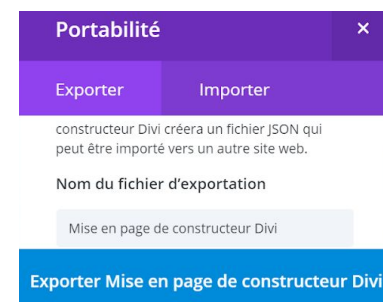 Portabilité ×
Exporter Importer
constructeur Divi créera un fichier JSON qui
peut être importé vers un autre site web.
Nom du fichier d'exportation
Mise en page de constructeur Divi
Exporter Mise en page de constructeur Divi